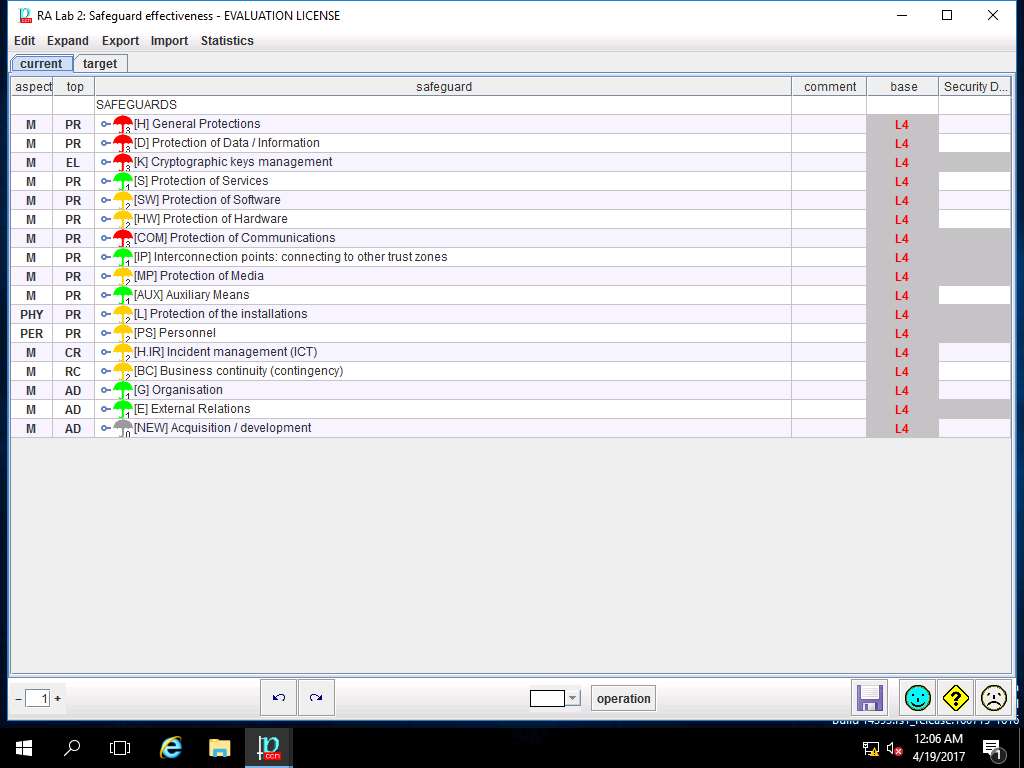 RA Lab 2: Safeguard effectiveness - EVALUATION LICENSE
Edit Expand Export Import Statistics
current target
aspect top safeguard comment base Security D...
SAFEGUARDS
M PR 3 [H] General Protections L4
M PR 3 [D] Protection of Data / Information L4
M EL 3 [K] Cryptographic keys management L4
M PR 1 [S] Protection of Services L4
M PR 2 [SW] Protection of Software L4
M PR 2 [HW] Protection of Hardware L4
M PR 3 [COM] Protection of Communications L4
M PR 1 [IP] Interconnection points: connecting to other trust zones L4
M PR 2 [MP] Protection of Media L4
M PR 1 [AUX] Auxiliary Means L4
PHY PR 2 [L] Protection of the installations L4
PER PR 2 [PS] Personnel L4
M CR 2 [H.IR] Incident management (ICT) L4
M RC 2 [BC] Business continuity (contingency) L4
M AD 1 [G] Organisation L4
M AD 1 [E] External Relations L4
M AD 0 [NEW] Acquisition / development L4
– 1 + operation ?
12:06 AM
4/19/2017
1